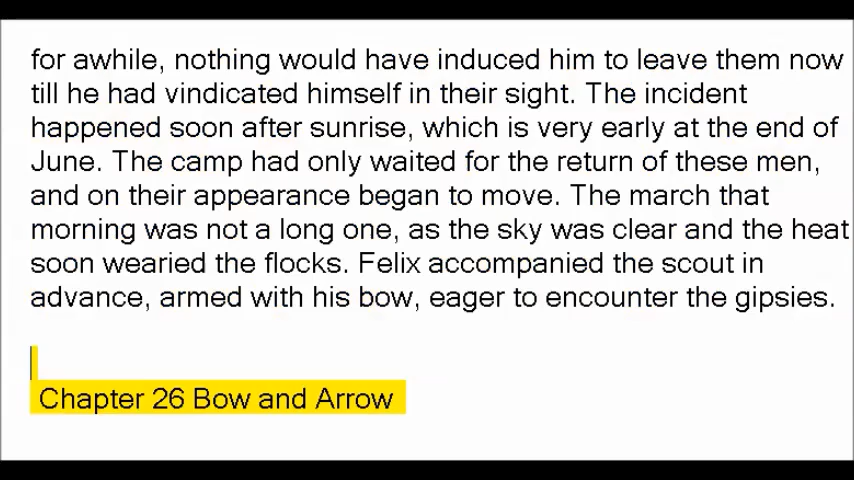 for awhile, nothing would have induced him to leave them now
till he had vindicated himself in their sight. The incident
happened soon after sunrise, which is very early at the end of
June. The camp had only waited for the return of these men,
and on their appearance began to move. The march that
morning was not a long one, as the sky was clear and the heat
soon wearied the flocks. Felix accompanied the scout in
advance, armed with his bow, eager to encounter the gipsies.
Chapter 26 Bow and Arrow